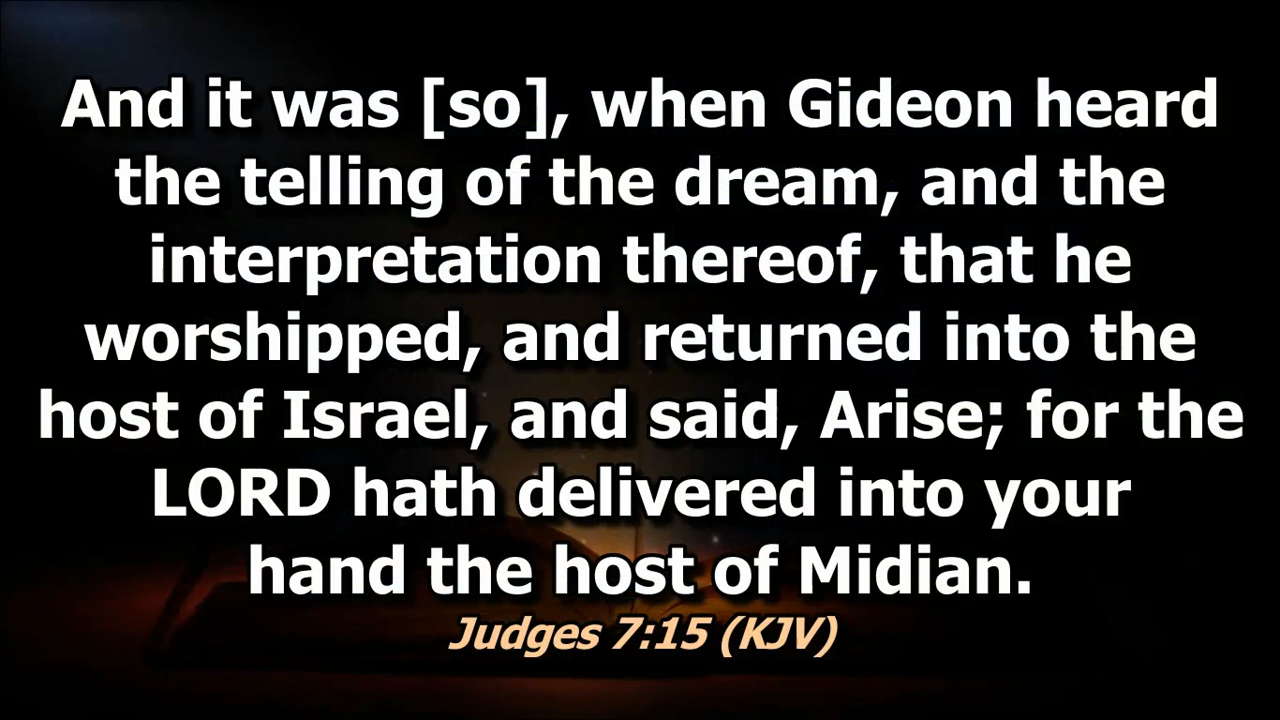 And it was [so], when Gideon heard
the telling of the dream, and the
interpretation thereof, that he
worshipped, and returned into the
host of Israel, and said, Arise; for the
LORD hath delivered into your
hand the host of Midian.
Judges 7:15 (KJV)